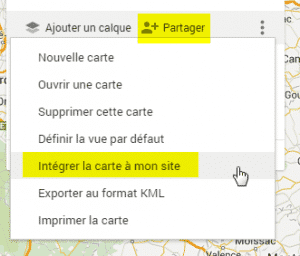 Ajouter un calque Partager
Nouvelle carte
Ouvrir une carte
Supprimer cette carte
Définir la vue par défaut
Intégrer la carte à mon site
Exporter au format KML
Imprimer la carte
Moissac
Valence